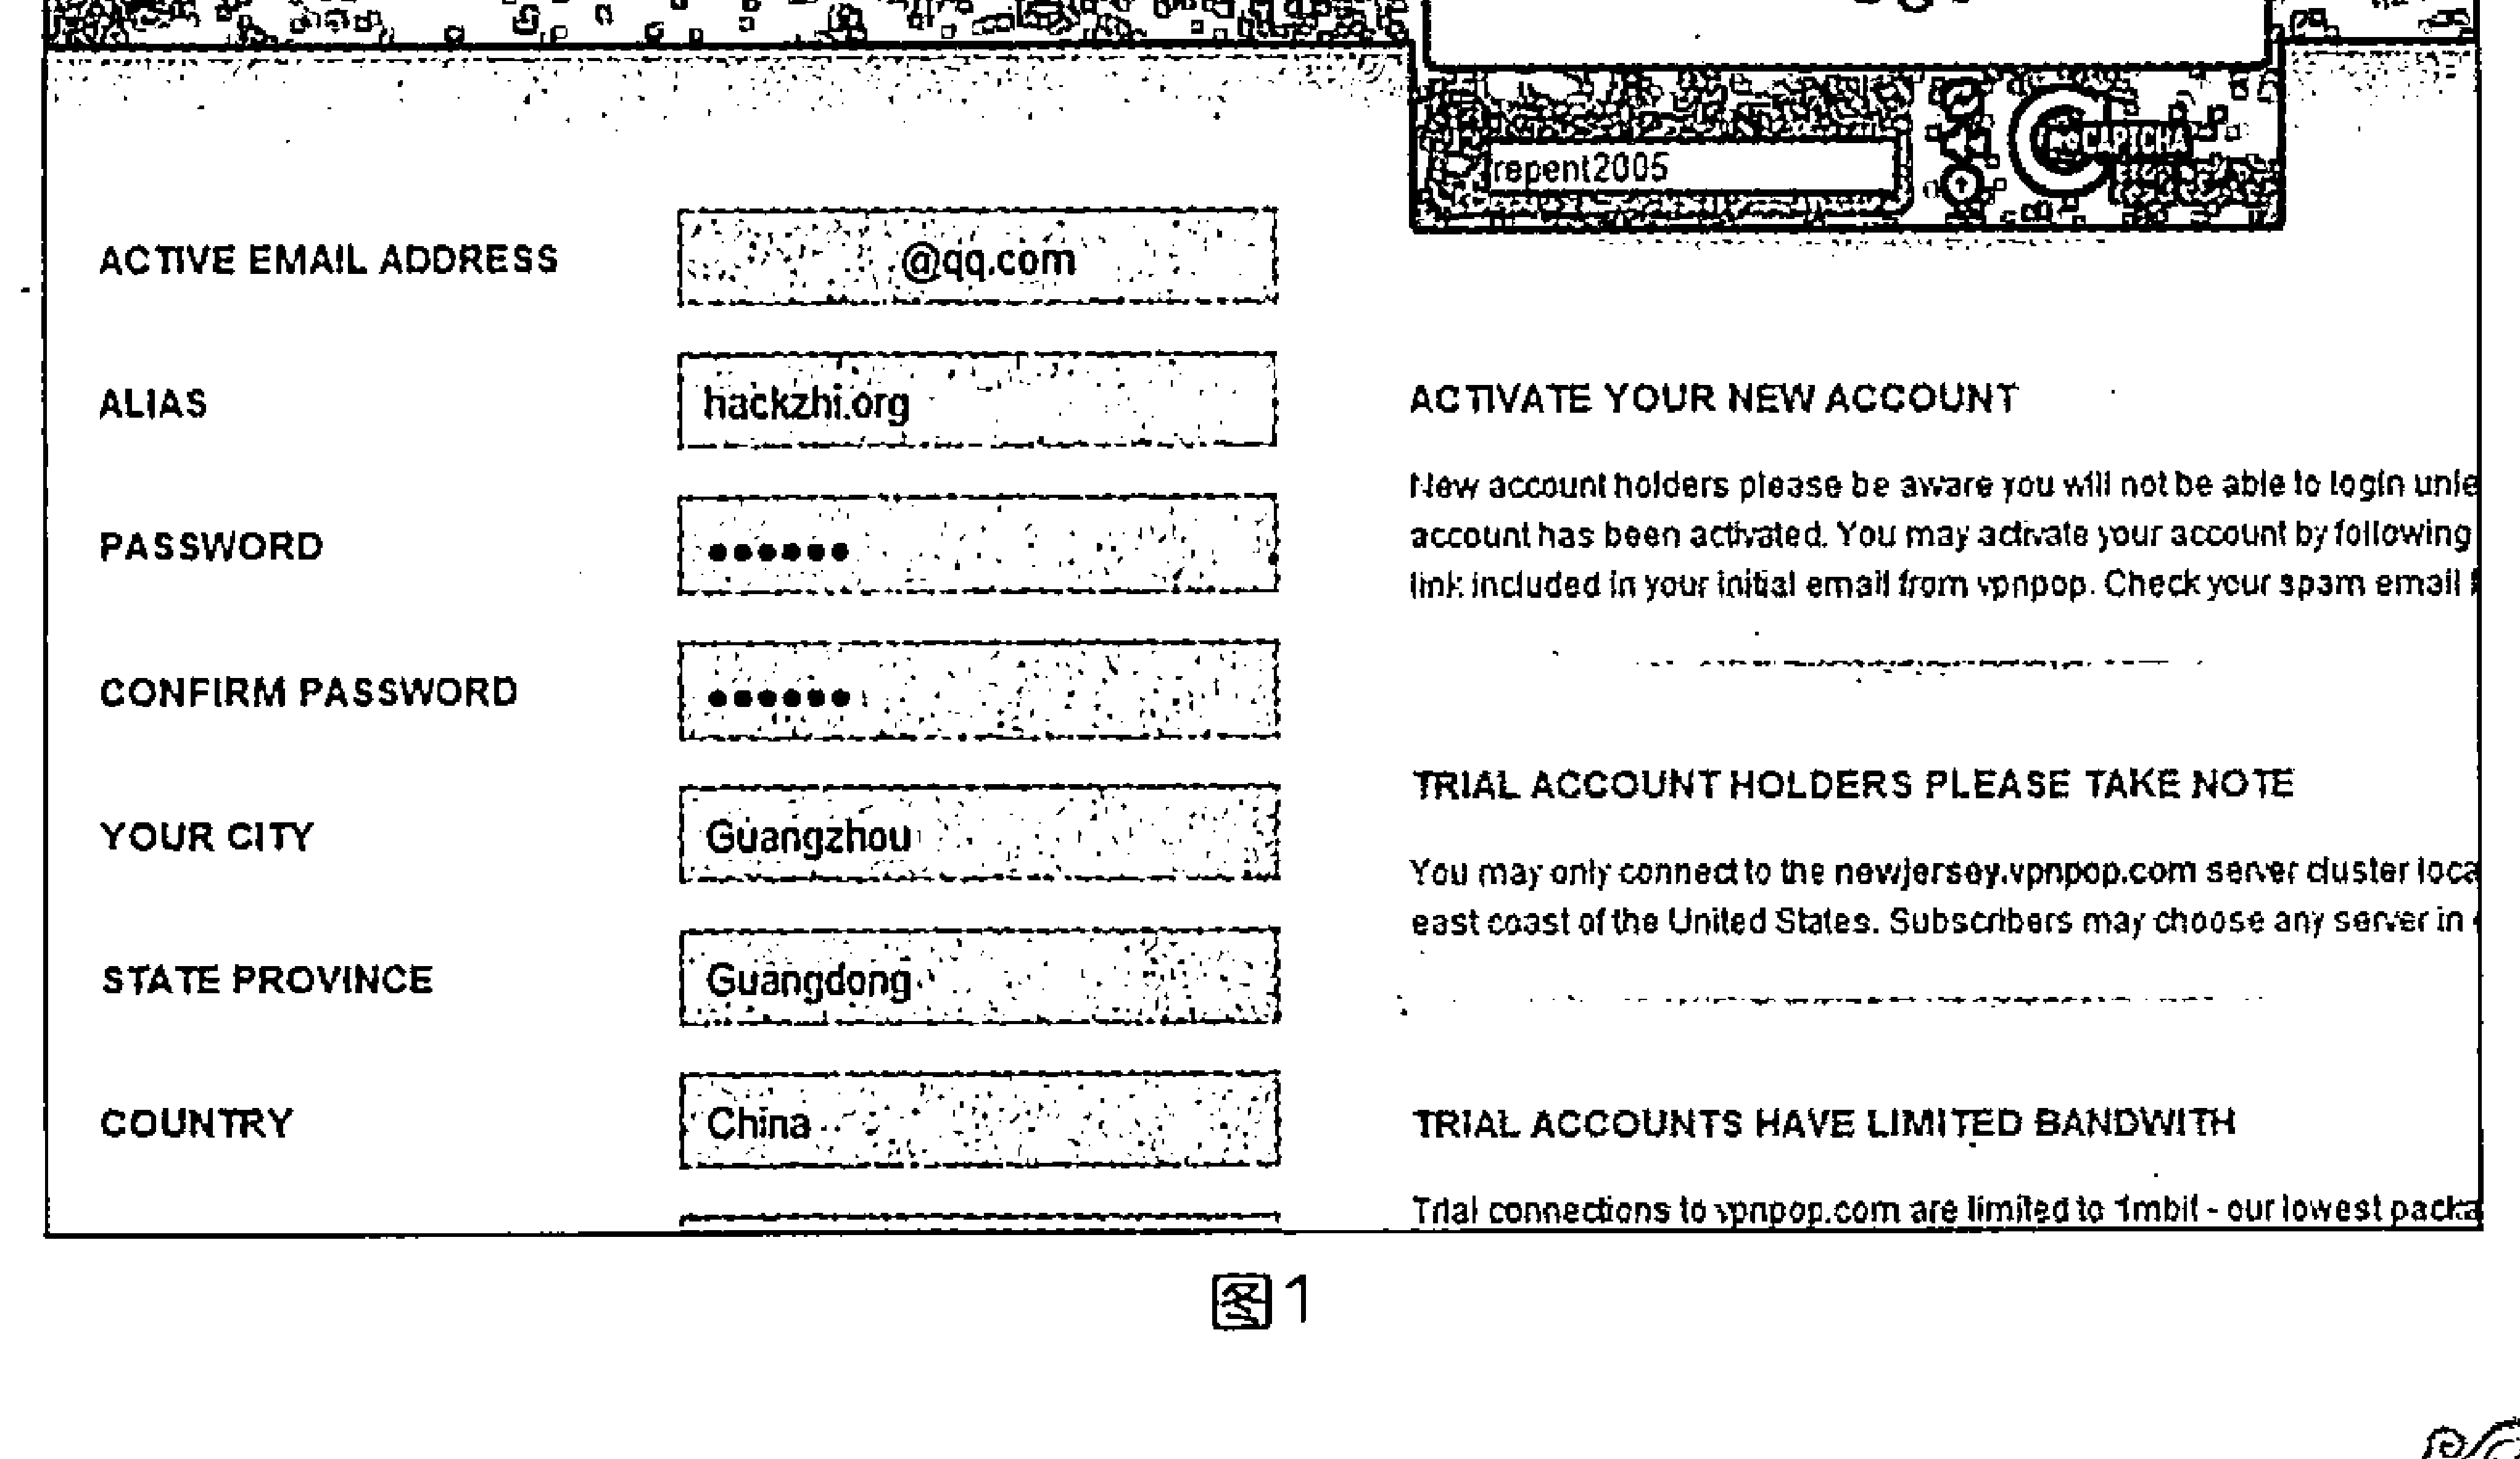 repent2005
reCAPTCHA
ACTIVE EMAIL ADDRESS
@qq.com
ALIAS
hackzhi.org
PASSWORD
••••••
CONFIRM PASSWORD
••••••
YOUR CITY
Guangzhou
STATE PROVINCE
Guangdong
COUNTRY
China
ACTIVATE YOUR NEW ACCOUNT
New account holders please be aware you will not be able to login unle
account has been activated. You may activate your account by following
link included in your initial email from vpnpop. Check your spam email
TRIAL ACCOUNT HOLDERS PLEASE TAKE NOTE
You may only connect to the newjersey.vpnpop.com server cluster loca
east coast of the United States. Subscribers may choose any server in
TRIAL ACCOUNTS HAVE LIMITED BANDWITH
Trial connections to vpnpop.com are limited to 1mbit - our lowest packa
图1